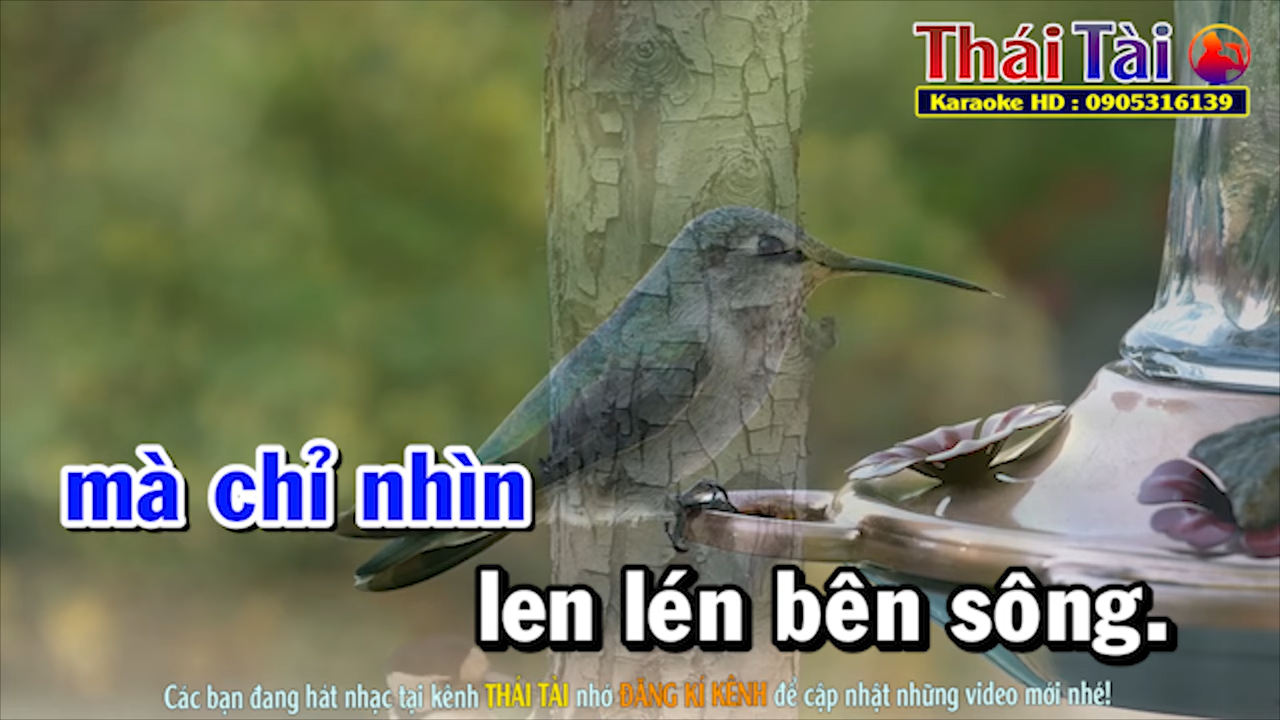 Thái Tài
Karaoke HD : 0905316139
mà chỉ nhìn
len lén bên sông.
Các bạn đang hát nhạc tại kênh THÁI TÀI nhớ ĐĂNG KÍ KÊNH để cập nhật những video mới nhé!